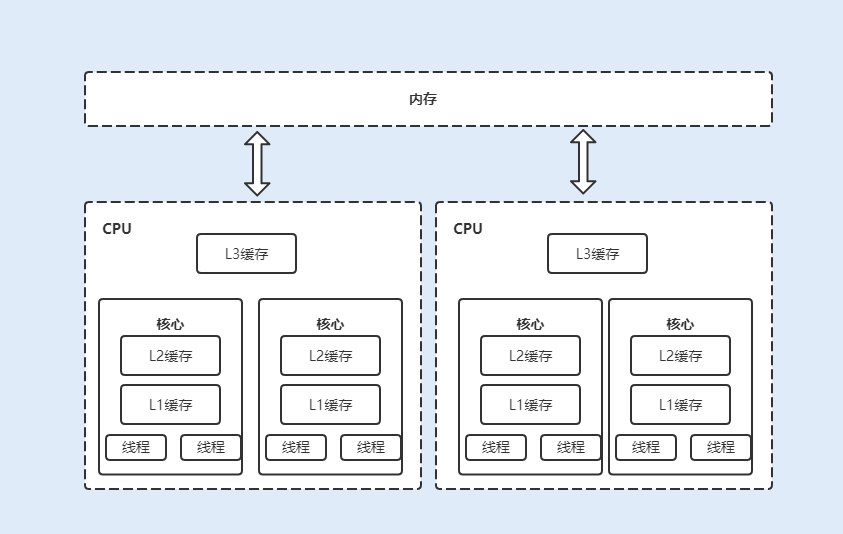 内存
CPU
L3缓存
核心
L2缓存
L1缓存
线程
线程
核心
L2缓存
L1缓存
线程
线程
CPU
L3缓存
核心
L2缓存
L1缓存
线程
线程
核心
L2缓存
L1缓存
线程
线程